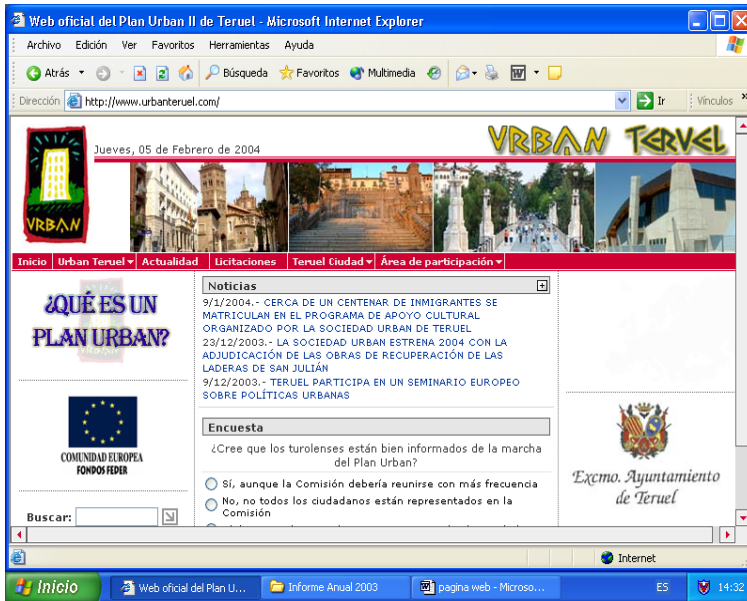 Web oficial del Plan Urban II de Teruel - Microsoft Internet Explorer
Archivo Edición Ver Favoritos Herramientas Ayuda
Atrás Búsqueda Favoritos Multimedia
Dirección http://www.urbanteruel.com/ Ir Vínculos »
Jueves, 05 de Febrero de 2004
VRBAN TERVEL
VRBAN
Inicio Urban Teruel Actualidad Licitaciones Teruel Ciudad Área de participación
¿QUÉ ES UN
PLAN URBAN?
COMUNIDAD EUROPEA
FONDOS FEDER
Buscar:
Noticias
9/1/2004.- CERCA DE UN CENTENAR DE INMIGRANTES SE
MATRICULAN EN EL PROGRAMA DE APOYO CULTURAL
ORGANIZADO POR LA SOCIEDAD URBAN DE TERUEL
23/12/2003.- LA SOCIEDAD URBAN ESTRENA 2004 CON LA
ADJUDICACIÓN DE LAS OBRAS DE RECUPERACIÓN DE LAS
LADERAS DE SAN JULIÁN
9/12/2003.- TERUEL PARTICIPA EN UN SEMINARIO EUROPEO
SOBRE POLÍTICAS URBANAS
Encuesta
¿Cree que los turolenses están bien informados de la marcha
del Plan Urban?
Sí, aunque la Comisión debería reunirse con más frecuencia
No, no todos los ciudadanos están representados en la
Comisión
Excmo. Ayuntamiento
de Teruel
Internet
Inicio Web oficial del Plan U... Informe Anual 2003 pagina web - Microso... ES 14:32